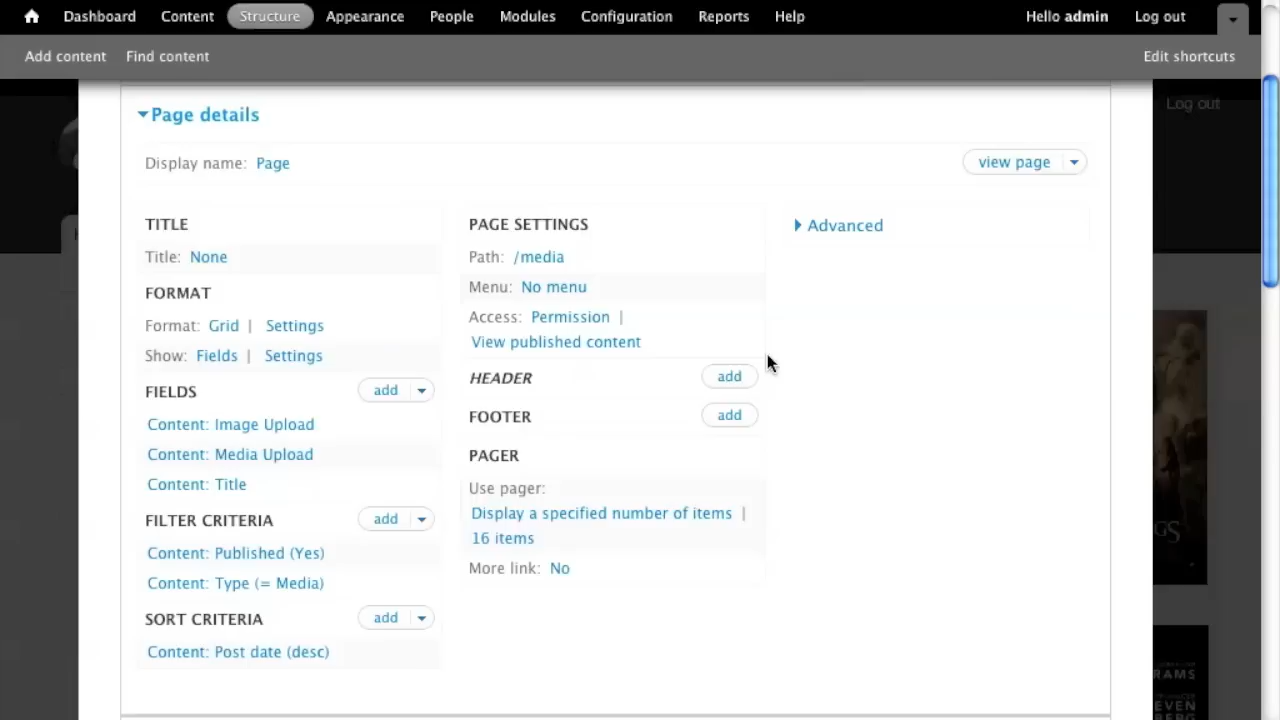 Dashboard Content Structure Appearance People Modules Configuration Reports Help Hello admin Log out
Add content Find content Edit shortcuts
Log out
Page details
Display name: Page view page
TITLE
Title: None
FORMAT
Format: Grid | Settings
Show: Fields | Settings
FIELDS add
Content: Image Upload
Content: Media Upload
Content: Title
FILTER CRITERIA add
Content: Published (Yes)
Content: Type (= Media)
SORT CRITERIA add
Content: Post date (desc)
PAGE SETTINGS
Path: /media
Menu: No menu
Access: Permission |
View published content
HEADER add
FOOTER add
PAGER
Use pager:
Display a specified number of items |
16 items
More link: No
Advanced